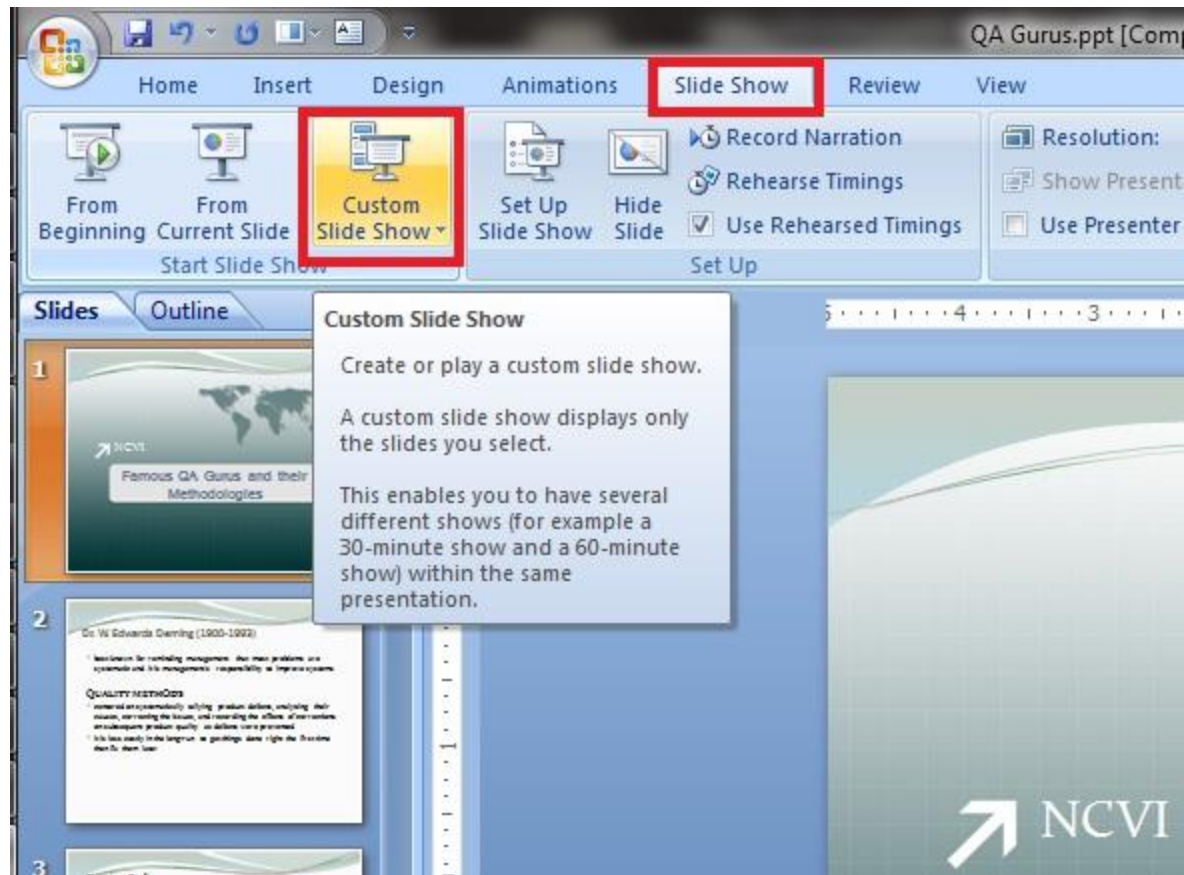 QA Gurus.ppt [Comp
Home Insert Design Animations Slide Show Review View
From Beginning
From Current Slide
Custom Slide Show
Start Slide Show
Set Up Slide Show
Hide Slide
Record Narration
Rehearse Timings
Use Rehearsed Timings
Set Up
Resolution:
Show Present
Use Presenter
Slides Outline
Custom Slide Show
Create or play a custom slide show.
A custom slide show displays only
the slides you select.
This enables you to have several
different shows (for example a
30-minute show and a 60-minute
show) within the same
presentation.
4 3
1
1
NCVI
Famous QA Gurus and their
Methodologies
2
Dr. W Edwards Deming (1900-1993)
QUALITY METHODS
3
NCVI